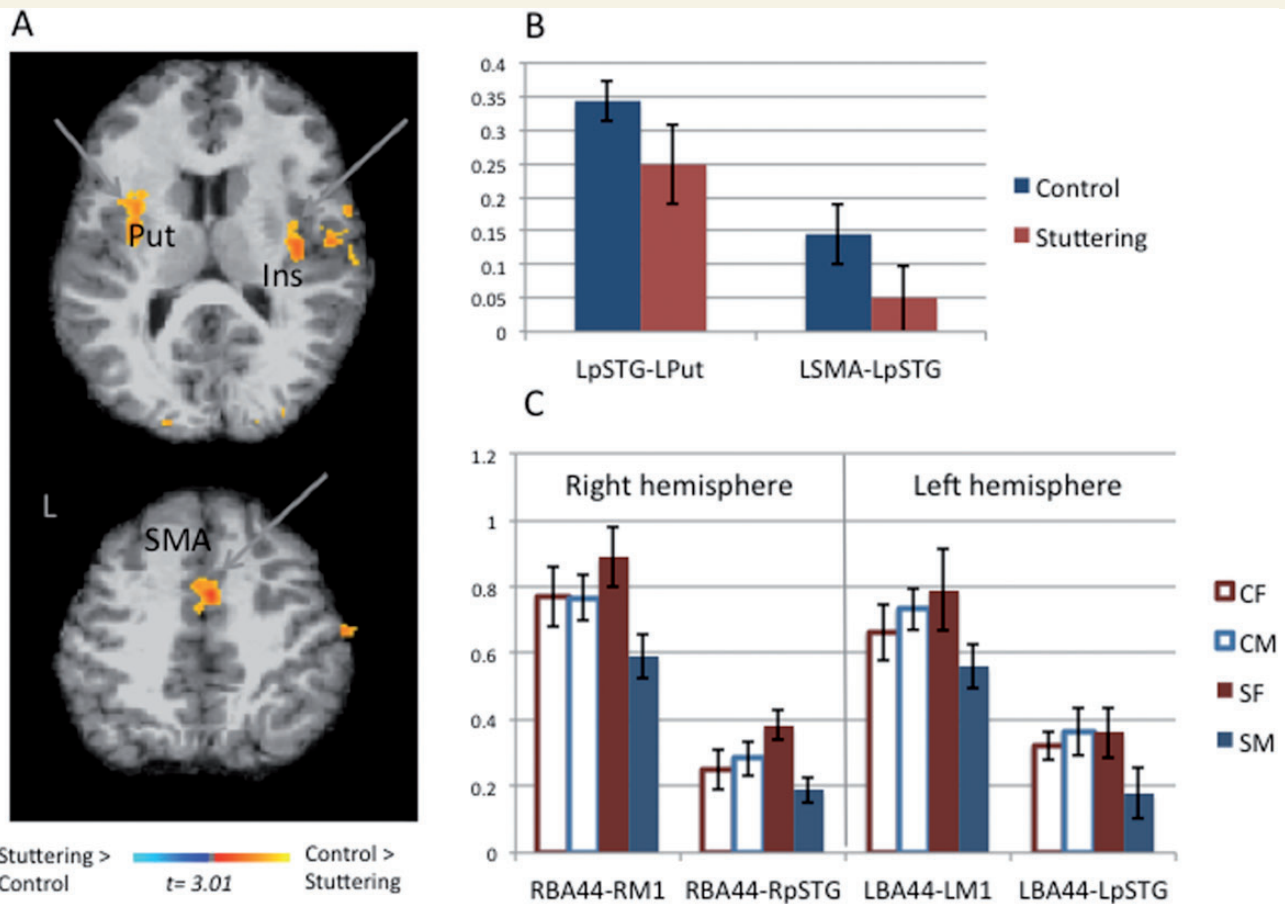 A
Put
Ins
L
SMA
Stuttering > Control
t= 3.01
Control > Stuttering
B
0.4
0.35
0.3
0.25
0.2
0.15
0.1
0.05
0
LpSTG-LPut
LSMA-LpSTG
Control
Stuttering
C
1.2
1
0.8
0.6
0.4
0.2
0
Right hemisphere
Left hemisphere
RBA44-RM1
RBA44-RpSTG
LBA44-LM1
LBA44-LpSTG
CF
CM
SF
SM